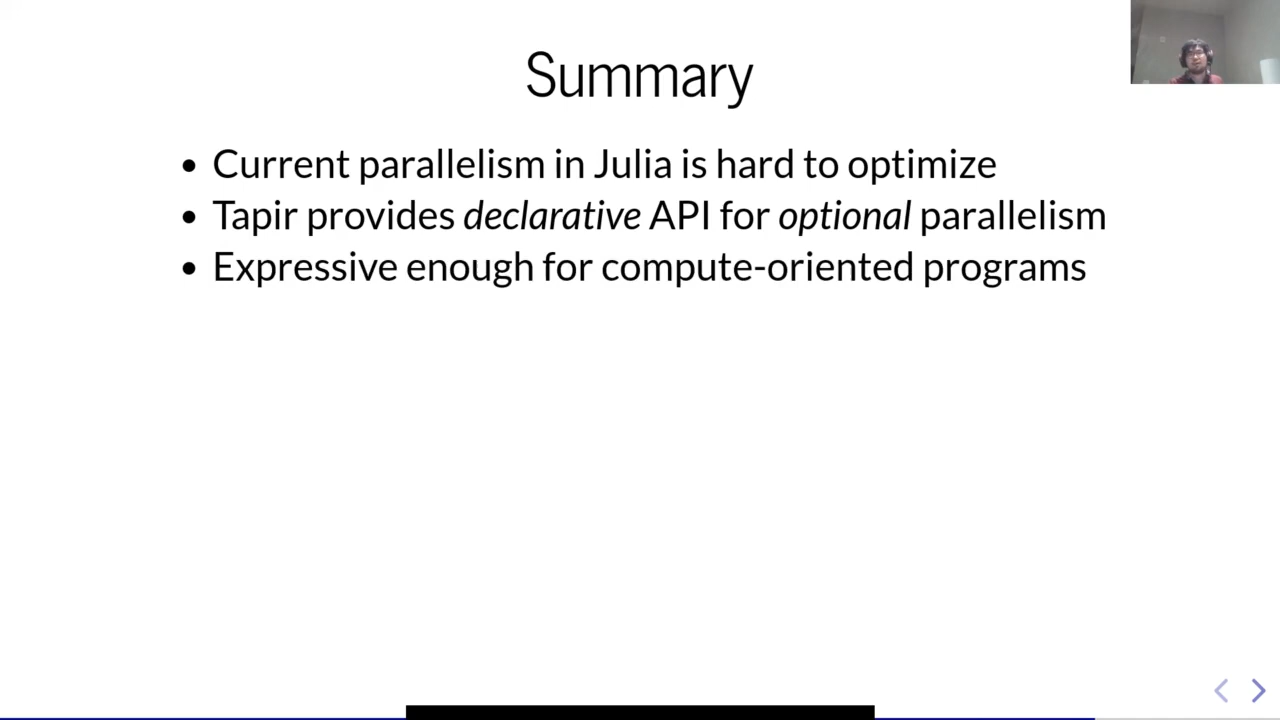 Summary
• Current parallelism in Julia is hard to optimize
• Tapir provides declarative API for optional parallelism
• Expressive enough for compute-oriented programs